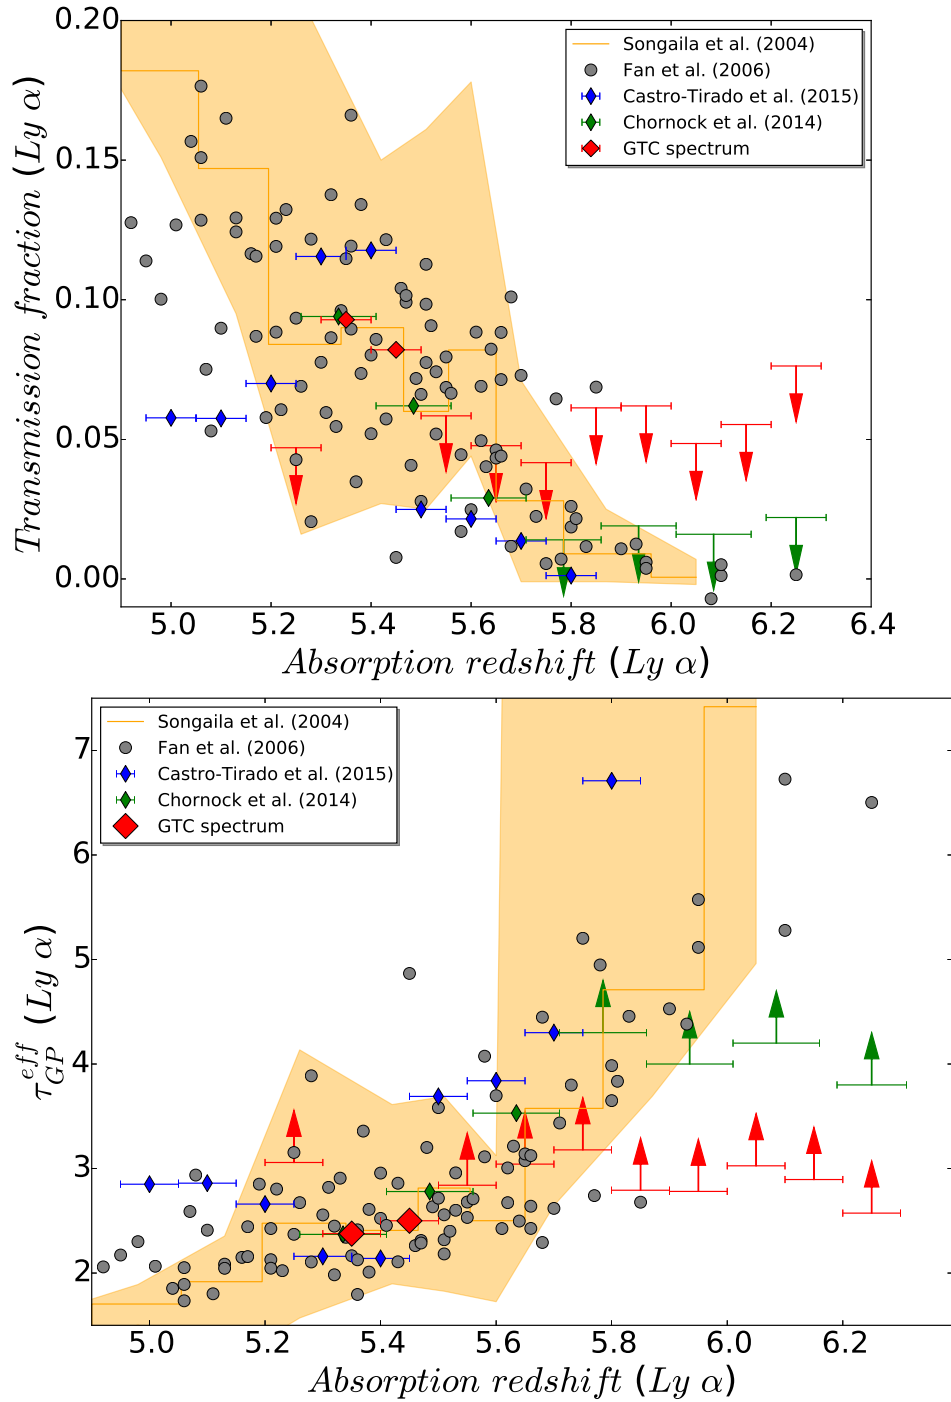 0.20
0.15
0.10
0.05
0.00
Transmission fraction (Ly α)
Songaila et al. (2004)
Fan et al. (2006)
Castro-Tirado et al. (2015)
Chornock et al. (2014)
GTC spectrum
5.0 5.2 5.4 5.6 5.8 6.0 6.2 6.4
Absorption redshift (Ly α)
7
6
5
4
3
2
τ_{GP}^{eff} (Ly α)
Songaila et al. (2004)
Fan et al. (2006)
Castro-Tirado et al. (2015)
Chornock et al. (2014)
GTC spectrum
5.0 5.2 5.4 5.6 5.8 6.0 6.2
Absorption redshift (Ly α)